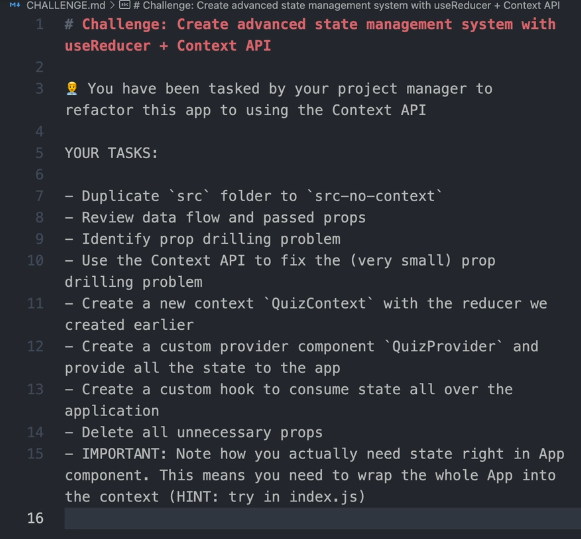 CHALLENGE.md > # Challenge: Create advanced state management system with useReducer + Context API
1 # Challenge: Create advanced state management system with
useReducer + Context API
2
3 👨‍💼 You have been tasked by your project manager to
refactor this app to using the Context API
4
5 YOUR TASKS:
6
7 - Duplicate `src` folder to `src-no-context`
8 - Review data flow and passed props
9 - Identify prop drilling problem
10 - Use the Context API to fix the (very small) prop
drilling problem
11 - Create a new context `QuizContext` with the reducer we
created earlier
12 - Create a custom provider component `QuizProvider` and
provide all the state to the app
13 - Create a custom hook to consume state all over the
application
14 - Delete all unnecessary props
15 - IMPORTANT: Note how you actually need state right in App
component. This means you need to wrap the whole App into
the context (HINT: try in index.js)
16